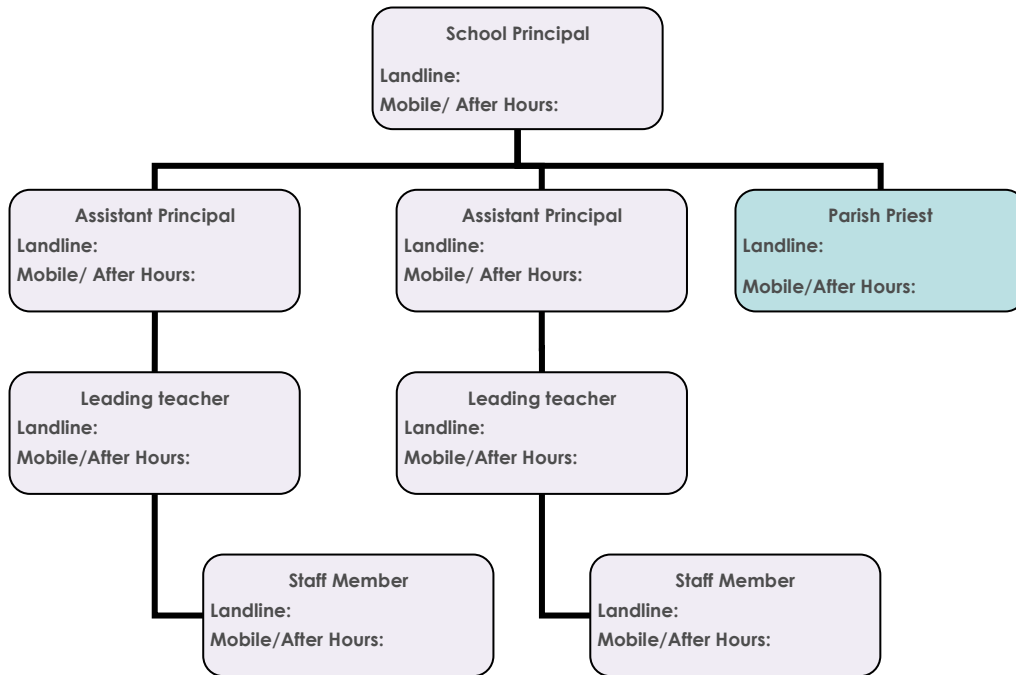 School Principal
Landline:
Mobile/ After Hours:
Assistant Principal
Landline:
Mobile/ After Hours:
Assistant Principal
Landline:
Mobile/ After Hours:
Parish Priest
Landline:
Mobile/After Hours:
Leading teacher
Landline:
Mobile/After Hours:
Leading teacher
Landline:
Mobile/After Hours:
Staff Member
Landline:
Mobile/After Hours:
Staff Member
Landline:
Mobile/After Hours: